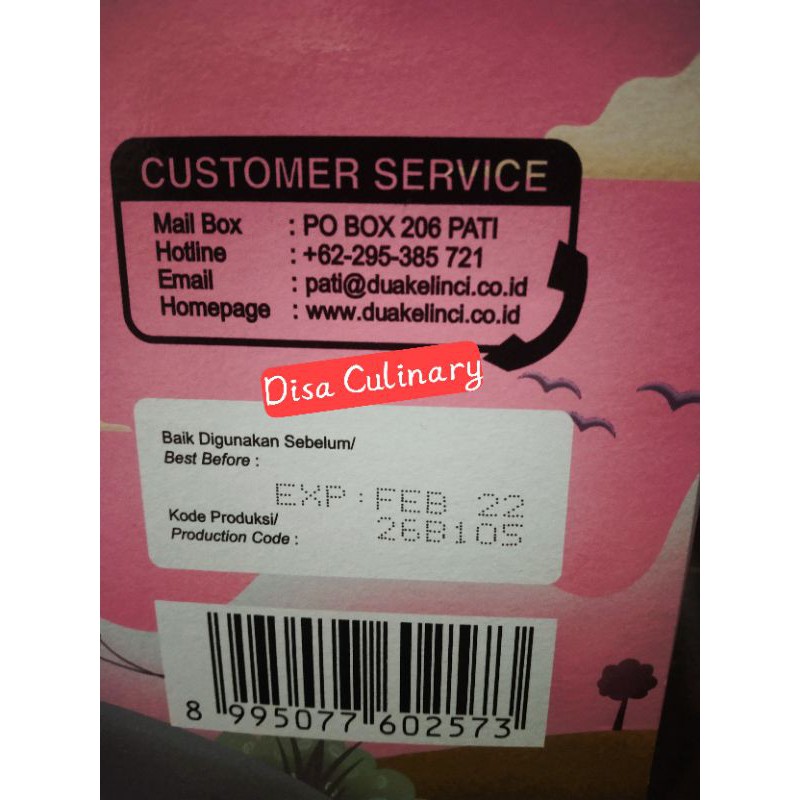 CUSTOMER SERVICE
Mail Box : PO BOX 206 PATI
Hotline : +62-295-385 721
Email : pati@duakelinci.co.id
Homepage : www.duakelinci.co.id
Disa Culinary
Baik Digunakan Sebelum/
Best Before :
EXP : FEB 22
Kode Produksi/
Production Code :
26B10S
8 995077 602573